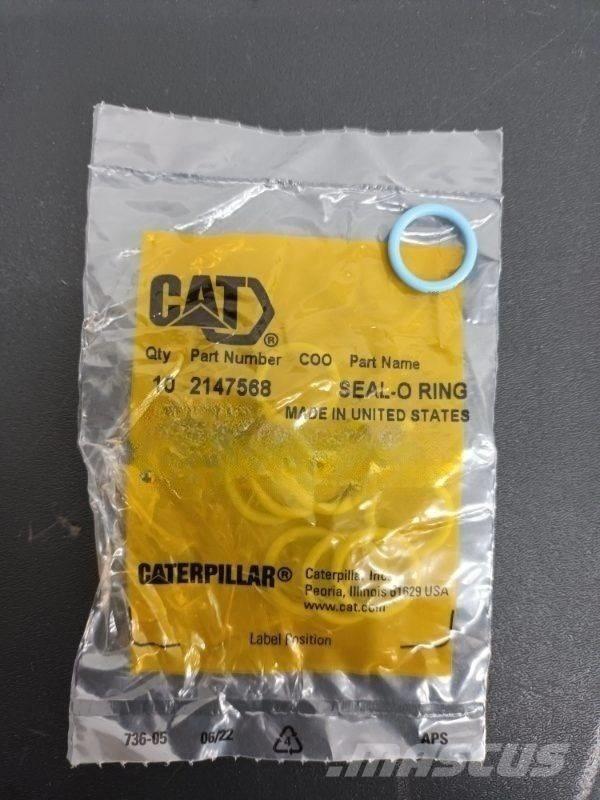 CAT®
Qty Part Number COO Part Name
10 2147568 SEAL-O RING
MADE IN UNITED STATES
CATERPILLAR® Caterpillar Inc.
Peoria, Illinois 61629 USA
www.cat.com
Label Position
736-05 06/22 4 APS
MASCUS